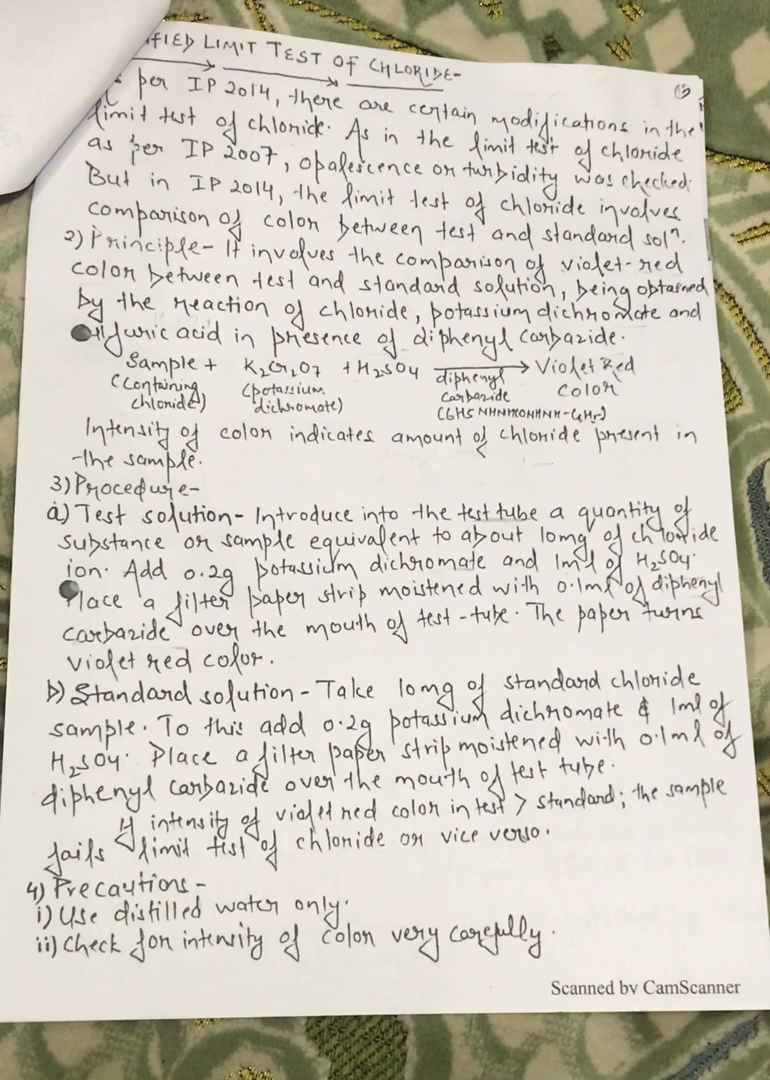 IFIED LIMIT TEST OF CHLORIDE-
13
per IP 2014, there are certain modifications in the
limit test of chloride. As in the limit test of chloride
as per IP 2007, opalescence or turbidity was checked.
But in IP 2014, the limit test of chloride involves
comparison of color between test and standard solⁿ.
2) Principle- It involves the comparison of violet-red
color between test and standard solution, being obtained
by the reaction of chloride, potassium dichromate and
lfuric acid in presence of diphenyl carbazide.
Sample + K₂Cr₂O7 + H₂SO4 → Violet Red
(Containing (potassium diphenyl Color
chloride) dichromate) carbazide
(C6H5 NHNHCONHNH-C6H5)
Intensity of color indicates amount of chloride present in
the sample.
3) Procedure-
a) Test solution- Introduce into the test tube a quantity of
substance or sample equivalent to about 10mg of chloride
ion. Add 0.2g potassium dichromate and 1ml of H₂SO4.
Place a filter paper strip moistened with 0.1ml of diphenyl
carbazide over the mouth of test-tube. The paper turns
violet red color.
b) Standard solution- Take 10mg of standard chloride
sample. To this add 0.2g potassium dichromate & 1ml of
H₂SO4. Place a filter paper strip moistened with 0.1ml of
diphenyl carbazide over the mouth of test tube.
If intensity of violet red color in test > standard; the sample
fails limit test of chloride or vice verso.
4) Precautions-
i) Use distilled water only.
ii) Check for intensity of color very carefully.
Scanned by CamScanner